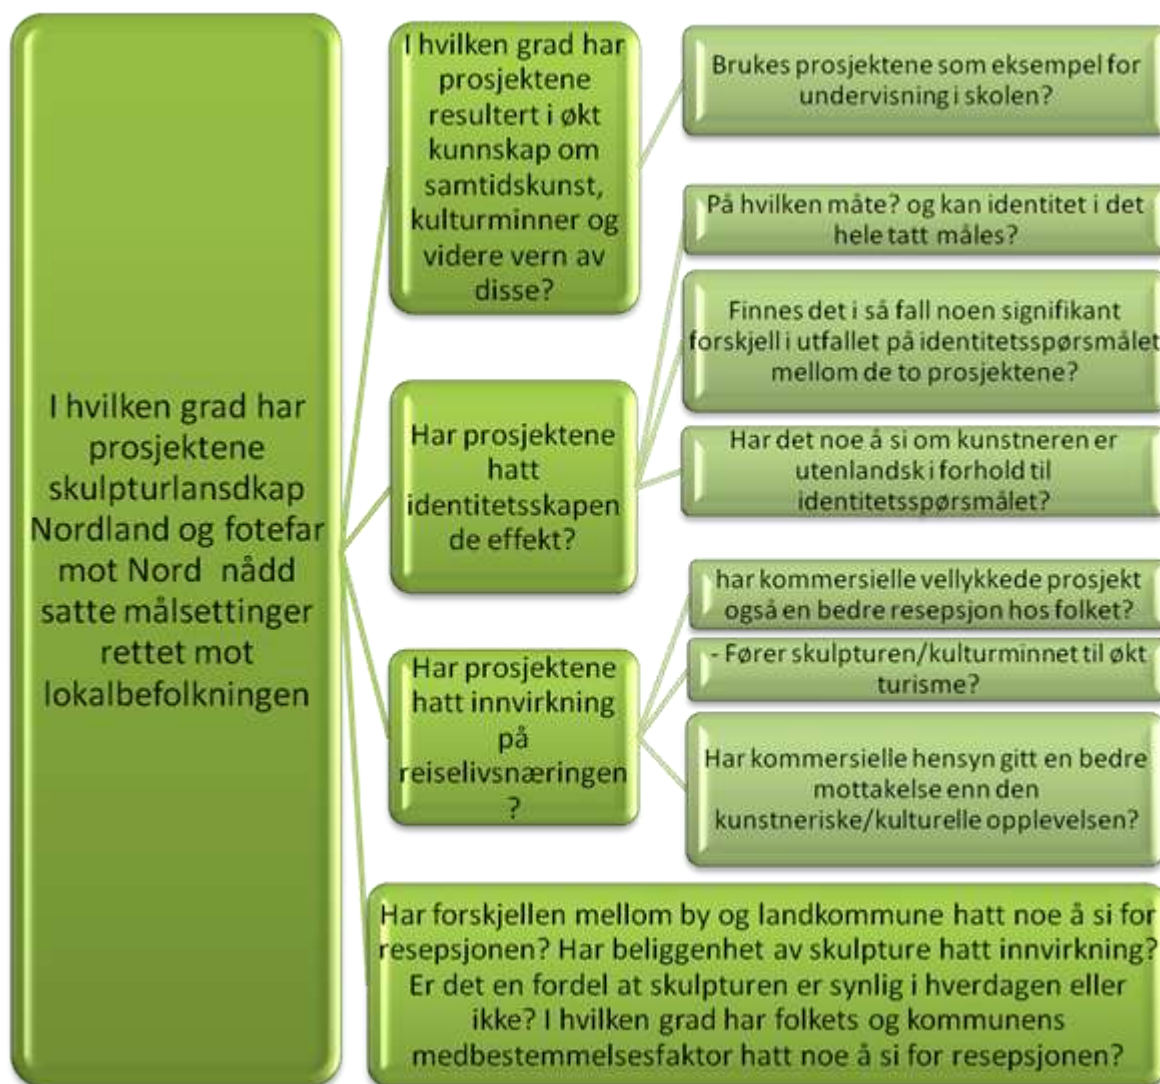 I hvilken grad har
prosjektene
skulpturlansdkap
Nordland og fotefar
mot Nord  nådd
satte målsettinger
rettet mot
lokalbefolkningen
I hvilken grad har
prosjektene
resultert i økt
kunnskap om
samtidskunst,
kulturminner og
videre vern av
disse?
Brukes prosjektene som eksempel for
undervisning i skolen?
Har prosjektene
hatt
identitetsskapen
de effekt?
På hvilken måte? og kan identitet i det
hele tatt måles?
Finnes det i så fall noen signifikant
forskjell i utfallet på identitetsspørsmålet
mellom de to prosjektene?
Har det noe å si om kunstneren er
utenlandsk i forhold til
identitetsspørsmålet?
Har prosjektene
hatt innvirkning
på
reiselivsnæringen
?
har kommersielle vellykkede prosjekt
også en bedre resepsjon hos folket?
- Fører skulpturen/kulturminnet til økt
turisme?
Har kommersielle hensyn gitt en bedre
mottakelse enn den
kunstneriske/kulturelle opplevelsen?
Har forskjellen mellom by og landkommune hatt noe å si for
resepsjonen? Har beliggenhet av skulpture hatt innvirkning?
Er det en fordel at skulpturen er synlig i hverdagen eller
ikke? I hvilken grad har folkets og kommunens
medbestemmelsesfaktor hatt noe å si for resepsjonen?